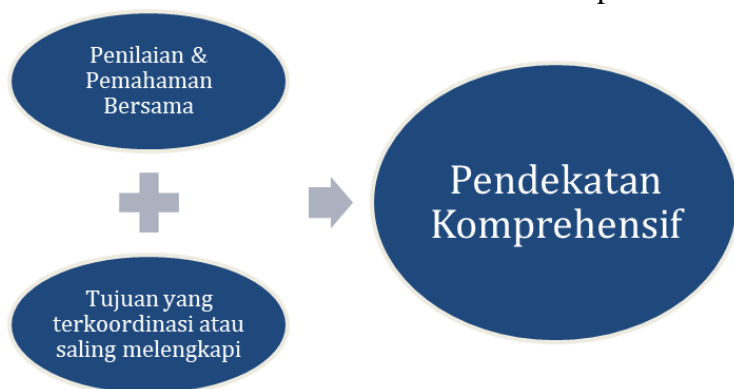 Penilaian &
Pemahaman
Bersama
Tujuan yang
terkoordinasi atau
saling melengkapi
Pendekatan
Komprehensif